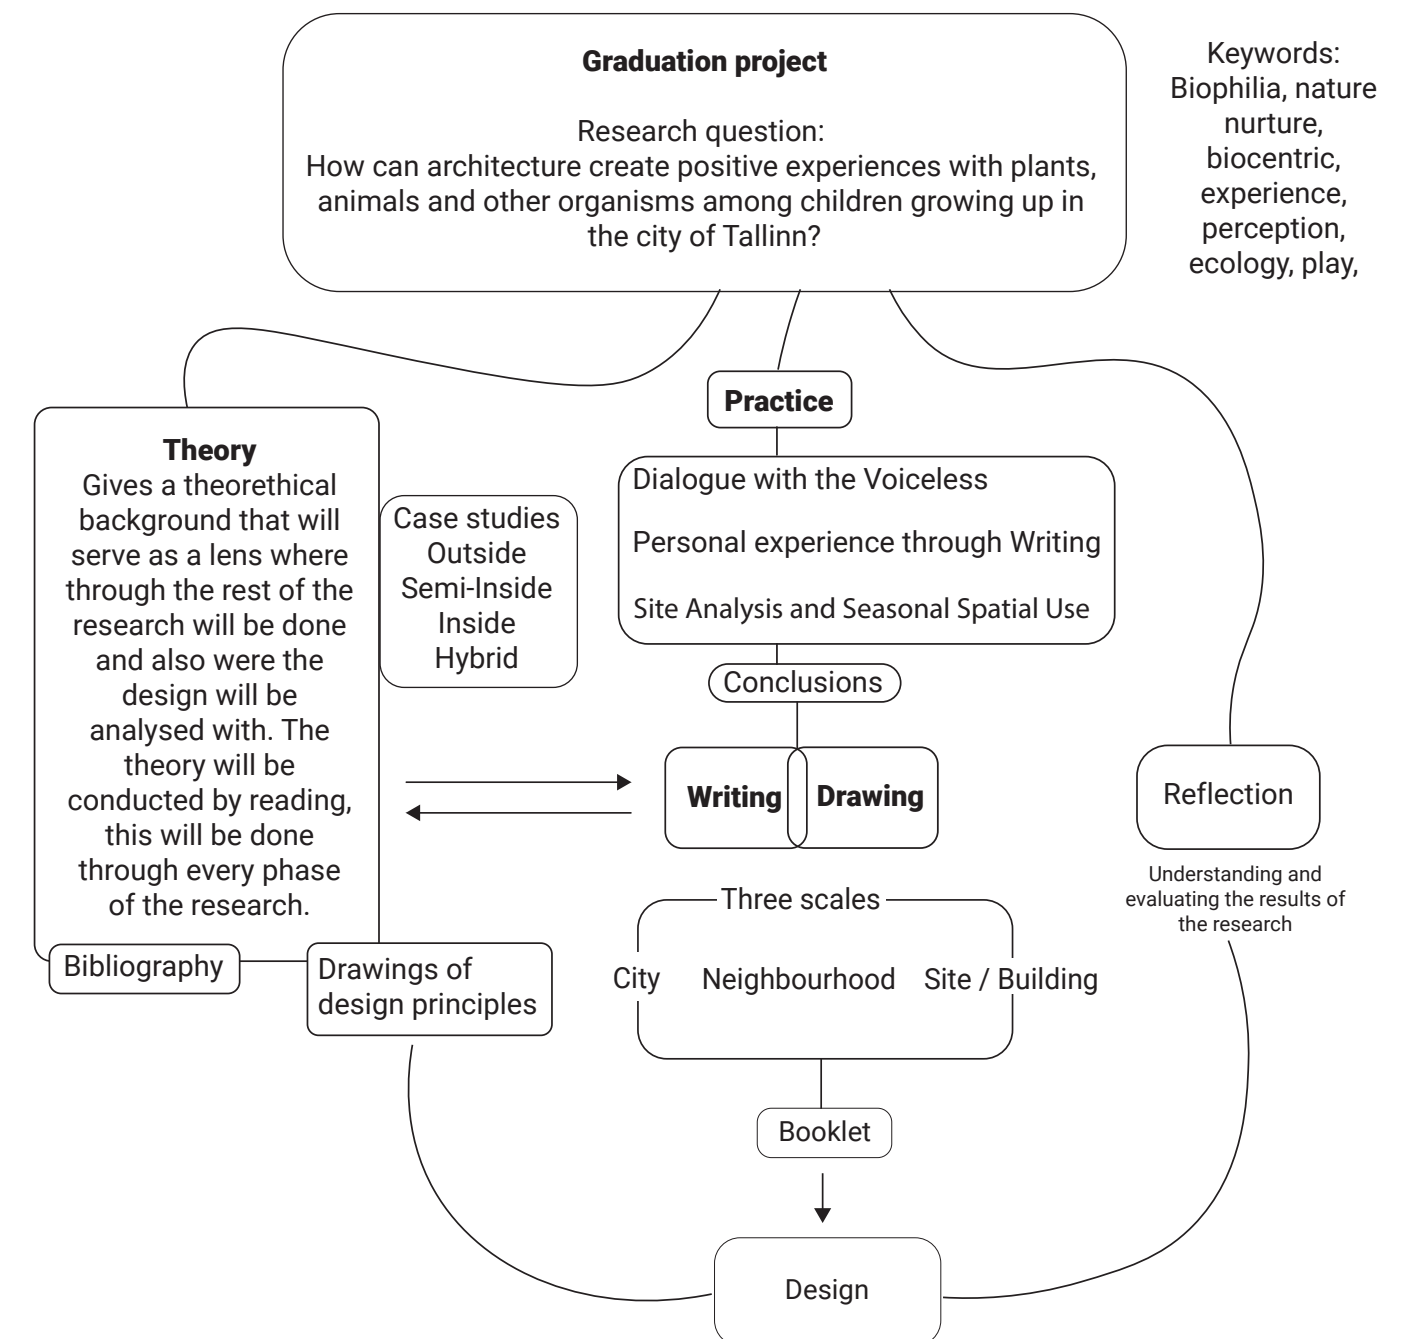 Graduation project
Research question:
How can architecture create positive experiences with plants,
animals and other organisms among children growing up in
the city of Tallinn?
Keywords:
Biophilia, nature
nurture,
biocentric,
experience,
perception,
ecology, play,
Theory
Gives a theorethical
background that will
serve as a lens where
through the rest of the
research will be done
and also were the
design will be
analysed with. The
theory will be
conducted by reading,
this will be done
through every phase
of the research.
Bibliography
Drawings of
design principles
Case studies
Outside
Semi-Inside
Inside
Hybrid
Practice
Dialogue with the Voiceless
Personal experience through Writing
Site Analysis and Seasonal Spatial Use
Conclusions
Writing
Drawing
Three scales
City
Neighbourhood
Site / Building
Booklet
Design
Reflection
Understanding and
evaluating the results of
the research